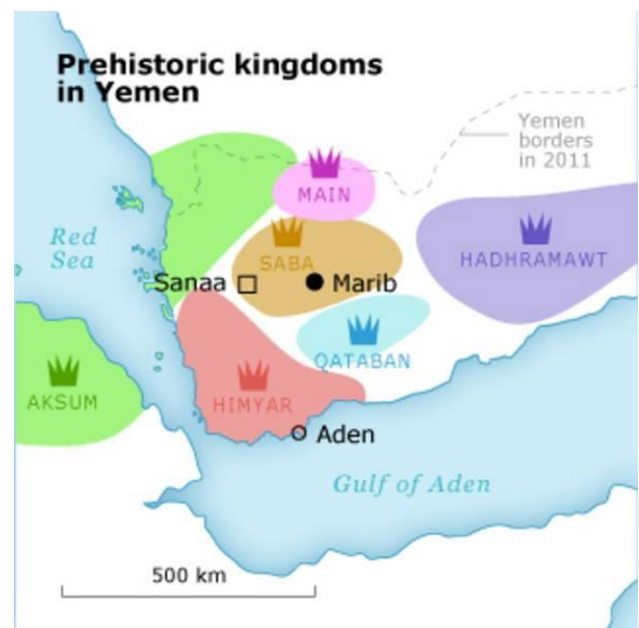 Prehistoric kingdoms
in Yemen
Yemen
borders
in 2011
MAIN
Red
Sea
SABA
HADHRAMAWT
Sanaa
Marib
QATABAN
AKSUM
HIMYAR
Aden
Gulf of Aden
500 km